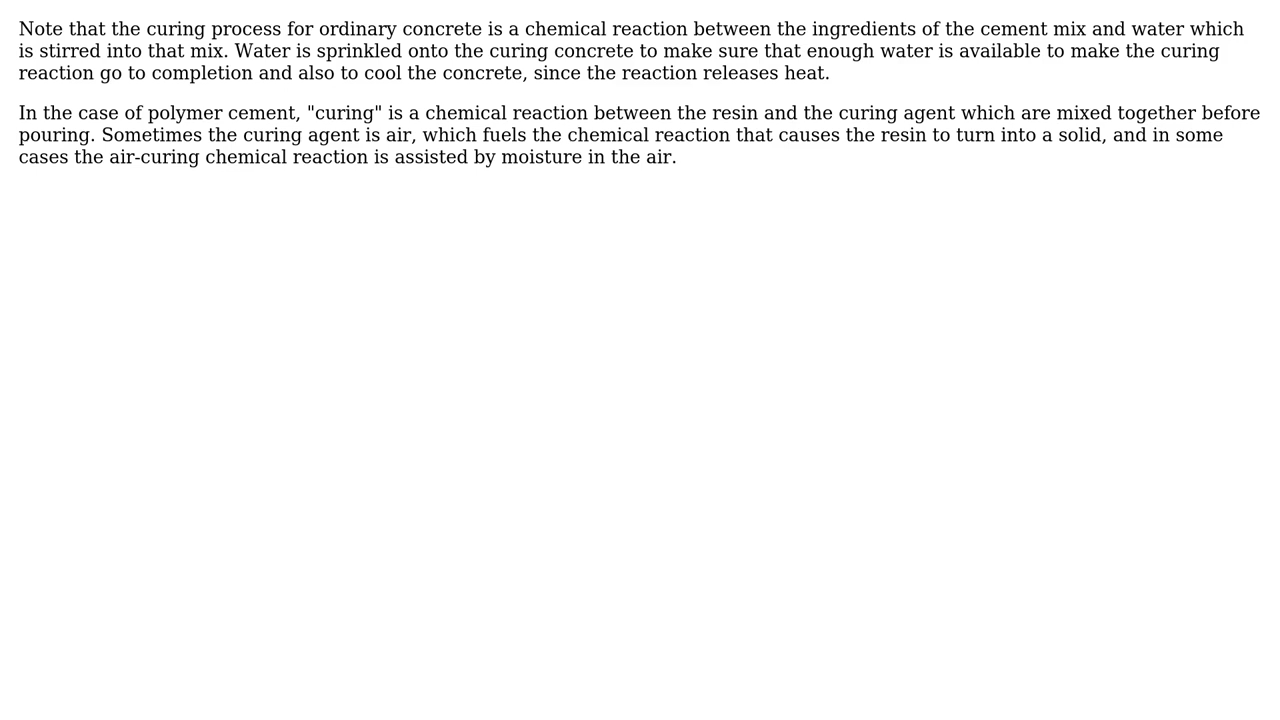 Note that the curing process for ordinary concrete is a chemical reaction between the ingredients of the cement mix and water which
is stirred into that mix. Water is sprinkled onto the curing concrete to make sure that enough water is available to make the curing
reaction go to completion and also to cool the concrete, since the reaction releases heat.
In the case of polymer cement, "curing" is a chemical reaction between the resin and the curing agent which are mixed together before
pouring. Sometimes the curing agent is air, which fuels the chemical reaction that causes the resin to turn into a solid, and in some
cases the air-curing chemical reaction is assisted by moisture in the air.